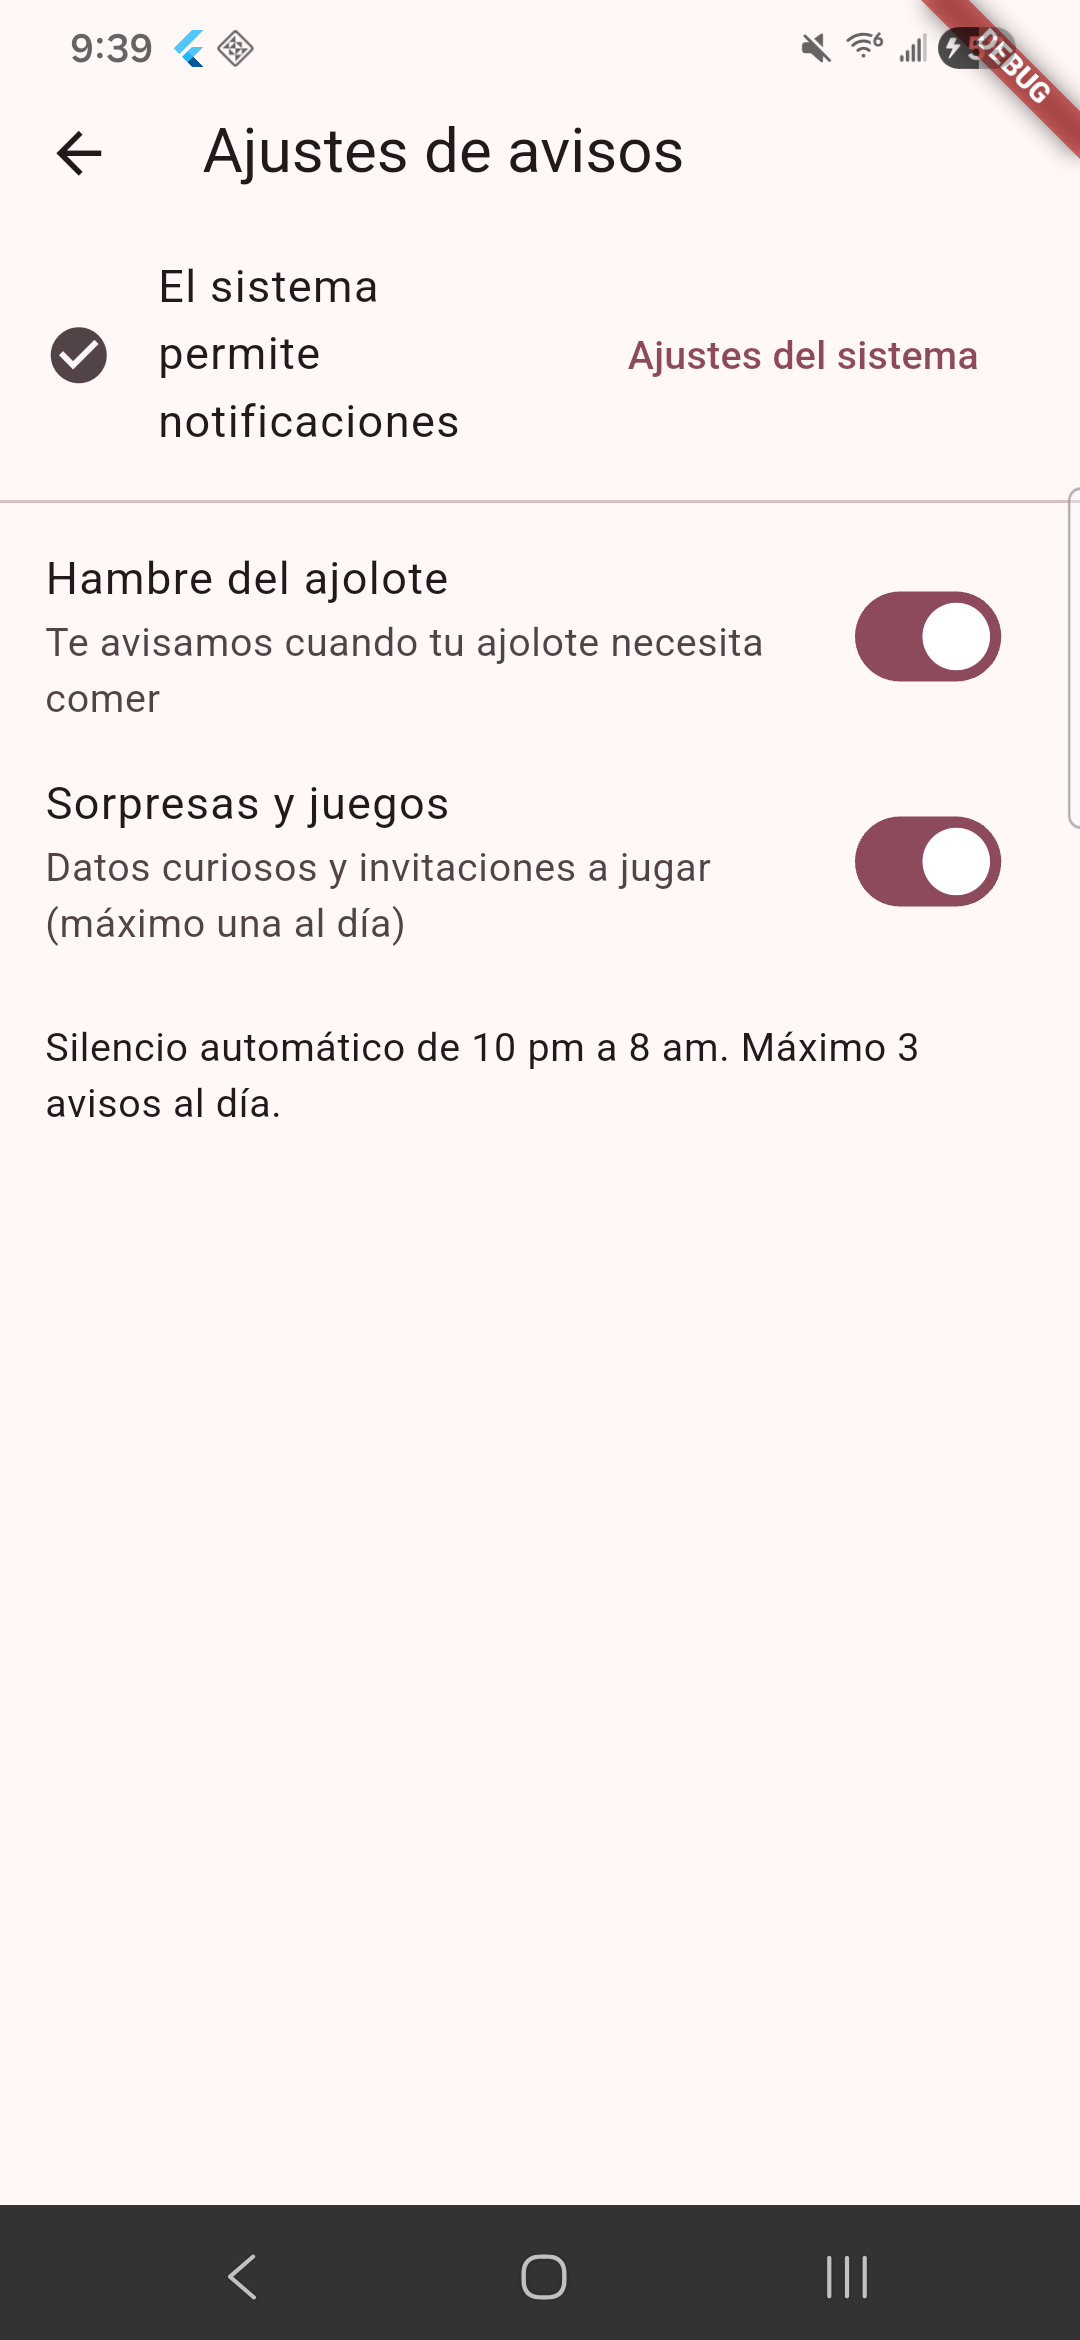 9:39
DEBUG
Ajustes de avisos
El sistema
permite
notificaciones
Ajustes del sistema
Hambre del ajolote
Te avisamos cuando tu ajolote necesita
comer
Sorpresas y juegos
Datos curiosos y invitaciones a jugar
(máximo una al día)
Silencio automático de 10 pm a 8 am. Máximo 3
avisos al día.